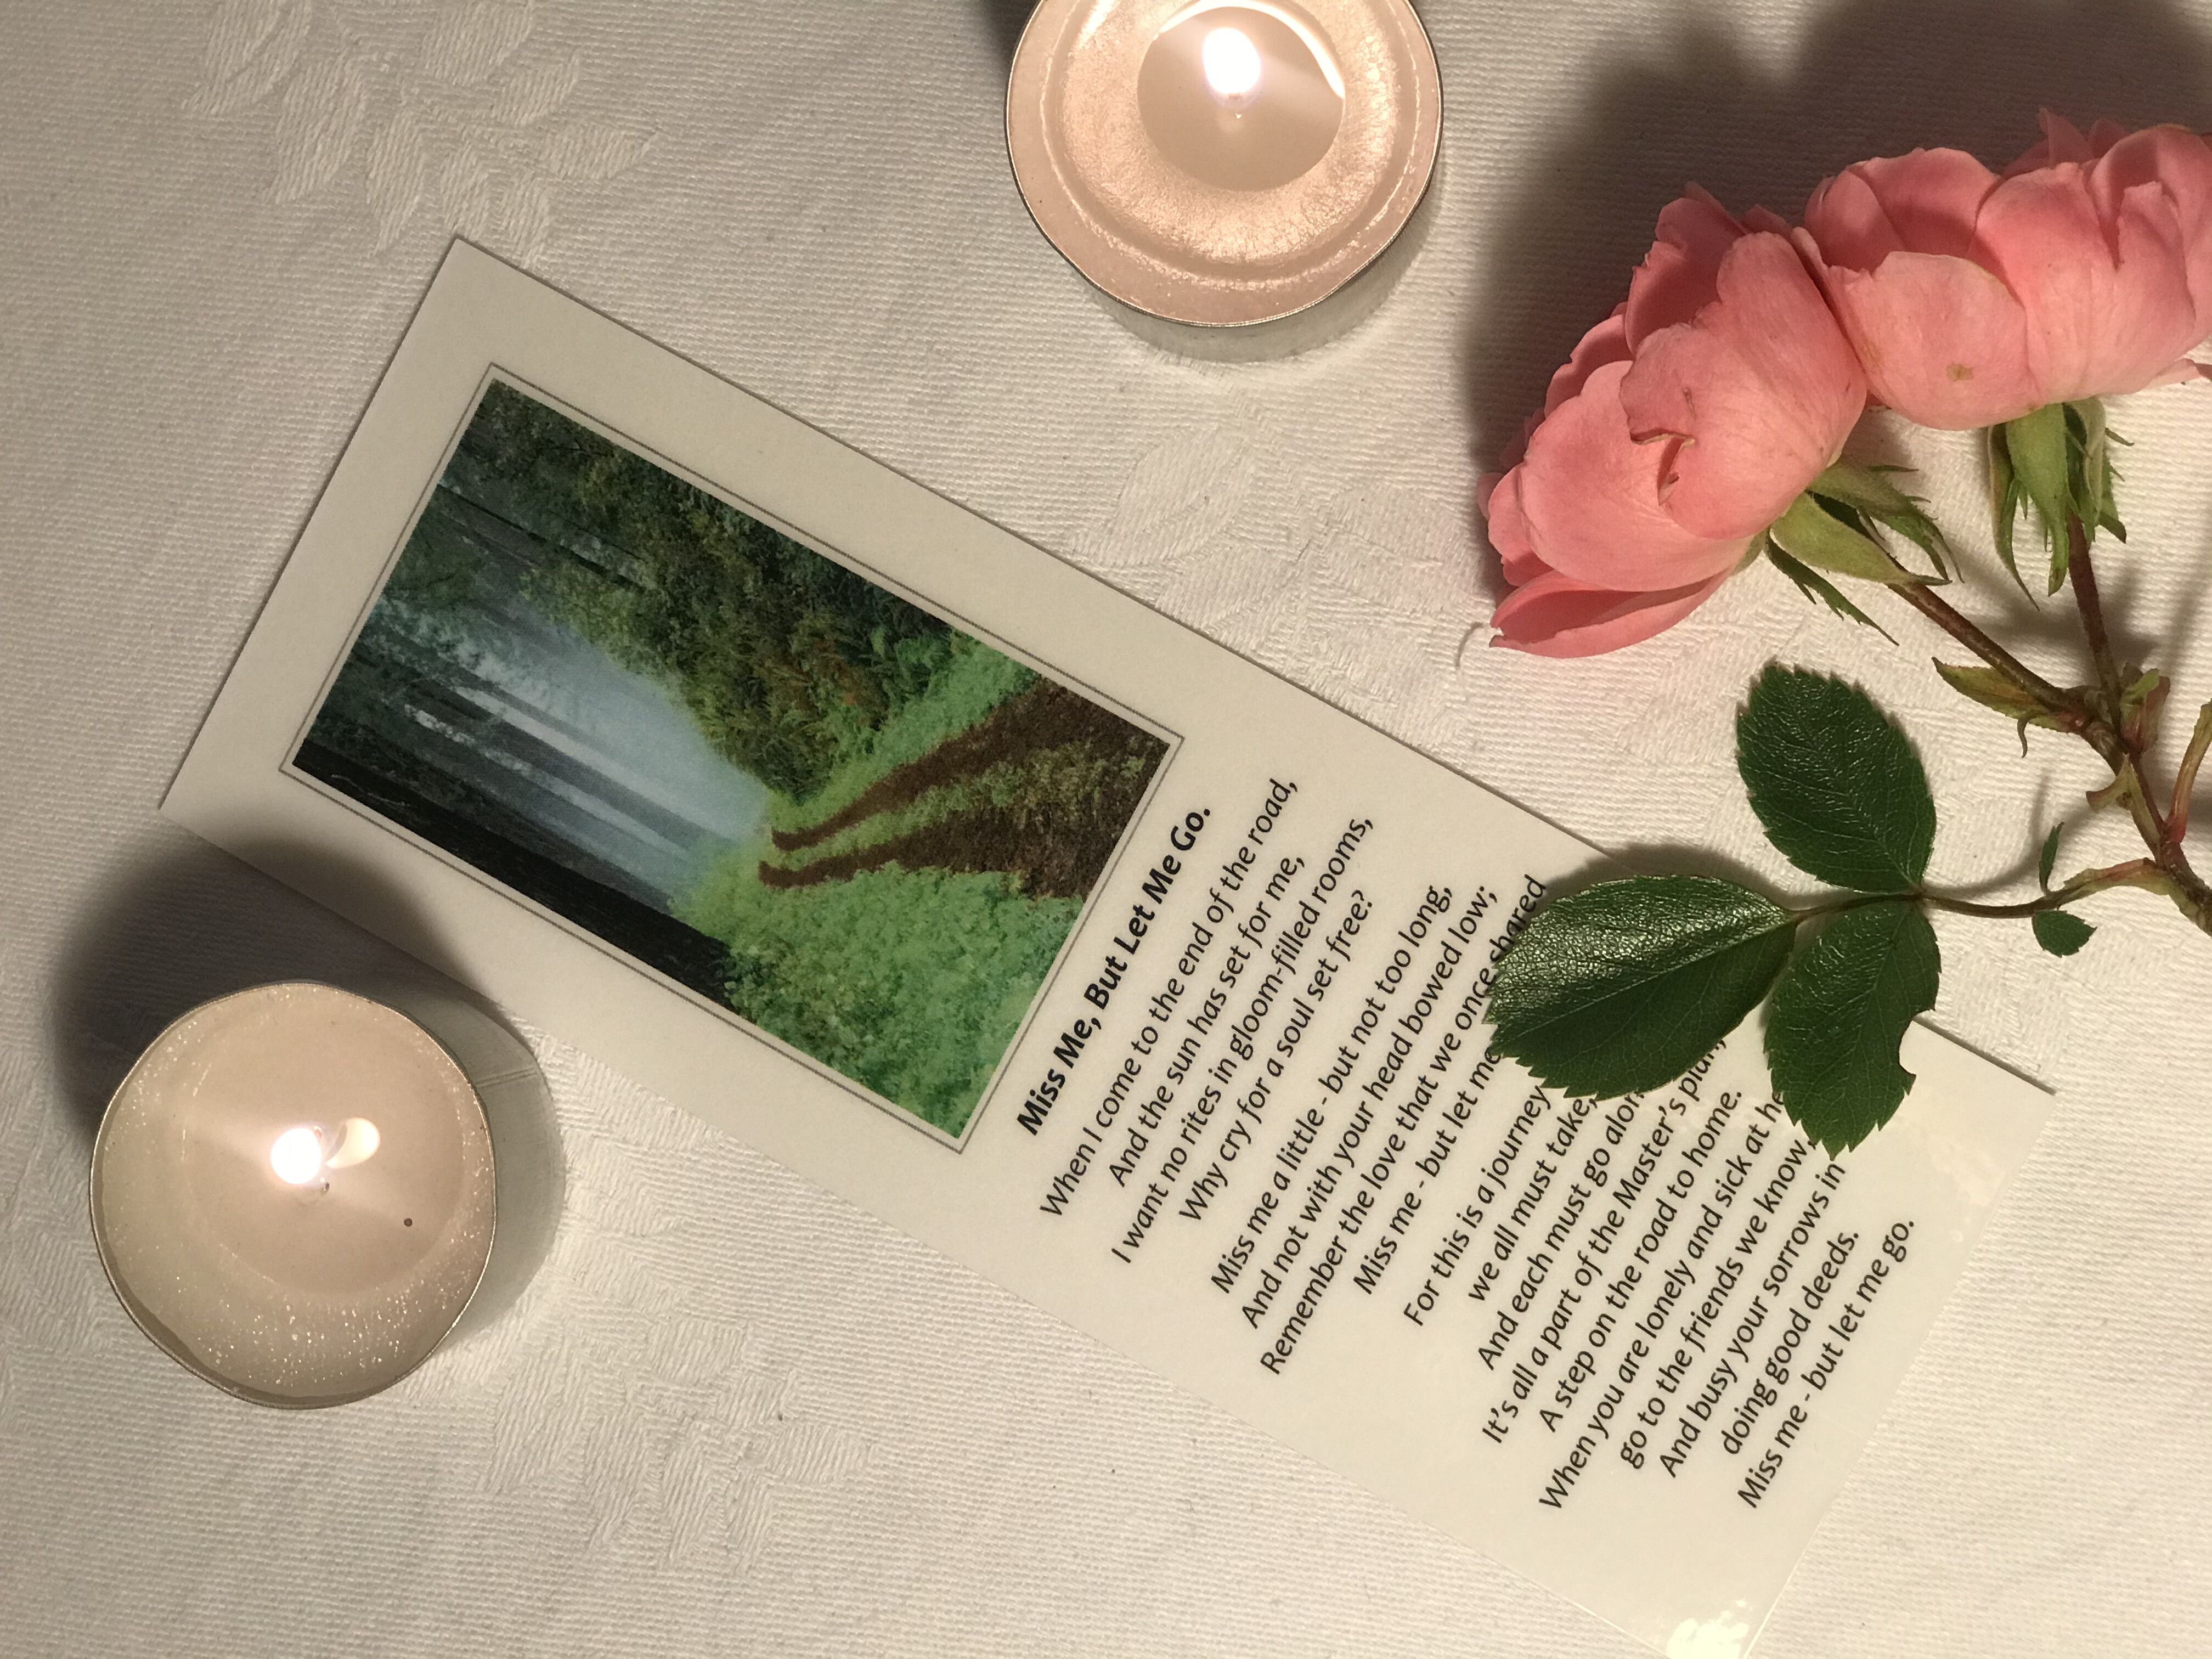 Miss Me, But Let Me Go.
When I come to the end of the road,
And the sun has set for me,
I want no rites in gloom-filled rooms,
Why cry for a soul set free?
Miss me a little - but not too long,
And not with your head bowed low;
Remember the love that we once shared
Miss me - but let me
For this is a journey
we all must take,
And each must go
It's all a part of the Master's plan,
A step on the road to home.
When you are lonely and sick at
go to the friends we know,
And busy your sorrows in
doing good deeds.
Miss me - but let me go.